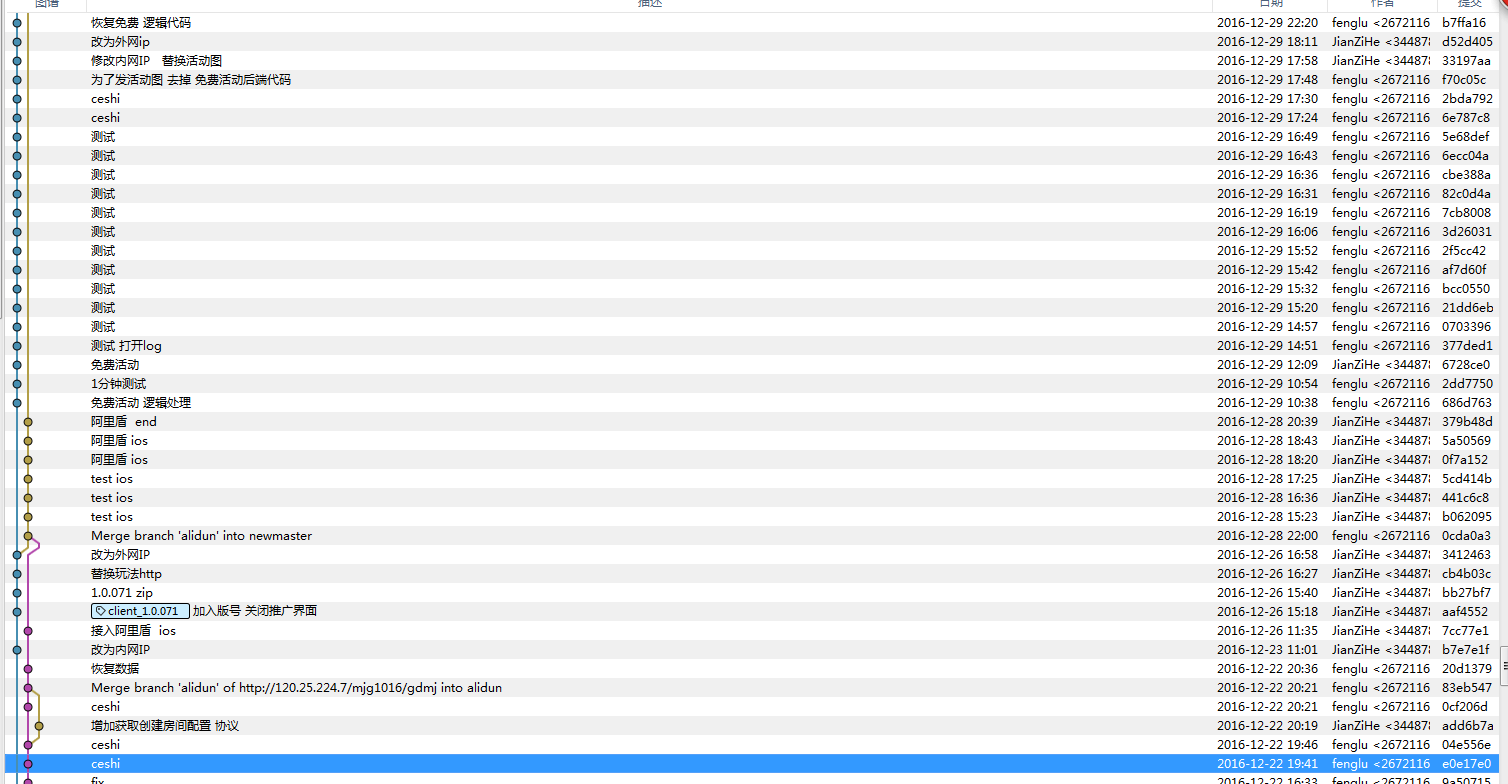 图谱 描述 日期 作者 提交
恢复免费 逻辑代码 2016-12-29 22:20 fenglu <2672116 b7ffa16
改为外网ip 2016-12-29 18:11 JianZiHe <34487 d52d405
修改内网IP 替换活动图 2016-12-29 17:58 JianZiHe <34487 33197aa
为了发活动图 去掉 免费活动后端代码 2016-12-29 17:48 fenglu <2672116 f70c05c
ceshi 2016-12-29 17:30 fenglu <2672116 2bda792
ceshi 2016-12-29 17:24 fenglu <2672116 6e787c8
测试 2016-12-29 16:49 fenglu <2672116 5e68def
测试 2016-12-29 16:43 fenglu <2672116 6ecc04a
测试 2016-12-29 16:36 fenglu <2672116 cbe388a
测试 2016-12-29 16:31 fenglu <2672116 82c0d4a
测试 2016-12-29 16:19 fenglu <2672116 7cb8008
测试 2016-12-29 16:06 fenglu <2672116 3d26031
测试 2016-12-29 15:52 fenglu <2672116 2f5cc42
测试 2016-12-29 15:42 fenglu <2672116 af7d60f
测试 2016-12-29 15:32 fenglu <2672116 bcc0550
测试 2016-12-29 15:20 fenglu <2672116 21dd6eb
测试 2016-12-29 14:57 fenglu <2672116 0703396
测试 打开log 2016-12-29 14:51 fenglu <2672116 377ded1
免费活动 2016-12-29 12:09 JianZiHe <34487 6728ce0
1分钟测试 2016-12-29 10:54 fenglu <2672116 2dd7750
免费活动 逻辑处理 2016-12-29 10:38 fenglu <2672116 686d763
阿里盾 end 2016-12-28 20:39 JianZiHe <34487 379b48d
阿里盾 ios 2016-12-28 18:43 JianZiHe <34487 5a50569
阿里盾 ios 2016-12-28 18:20 JianZiHe <34487 0f7a152
test ios 2016-12-28 17:25 JianZiHe <34487 5cd414b
test ios 2016-12-28 16:36 JianZiHe <34487 441c6c8
test ios 2016-12-28 15:23 JianZiHe <34487 b062095
Merge branch 'alidun' into newmaster 2016-12-28 22:00 fenglu <2672116 0cda0a3
改为外网IP 2016-12-26 16:58 JianZiHe <34487 3412463
替换玩法http 2016-12-26 16:27 JianZiHe <34487 cb4b03c
1.0.071 zip 2016-12-26 15:40 JianZiHe <34487 bb27bf7
client_1.0.071 加入版号 关闭推广界面 2016-12-26 15:18 JianZiHe <34487 aaf4552
接入阿里盾 ios 2016-12-26 11:35 JianZiHe <34487 7cc77e1
改为内网IP 2016-12-23 11:01 JianZiHe <34487 b7e7e1f
恢复数据 2016-12-22 20:36 fenglu <2672116 20d1379
Merge branch 'alidun' of http://120.25.224.7/mjg1016/gdmj into alidun 2016-12-22 20:21 fenglu <2672116 83eb547
ceshi 2016-12-22 20:21 fenglu <2672116 0cf206d
增加获取创建房间配置 协议 2016-12-22 20:19 JianZiHe <34487 add6b7a
ceshi 2016-12-22 19:46 fenglu <2672116 04e556e
ceshi 2016-12-22 19:41 fenglu <2672116 e0e17e0
fix 2016-12-22 16:33 fenglu <2672116 9a50715